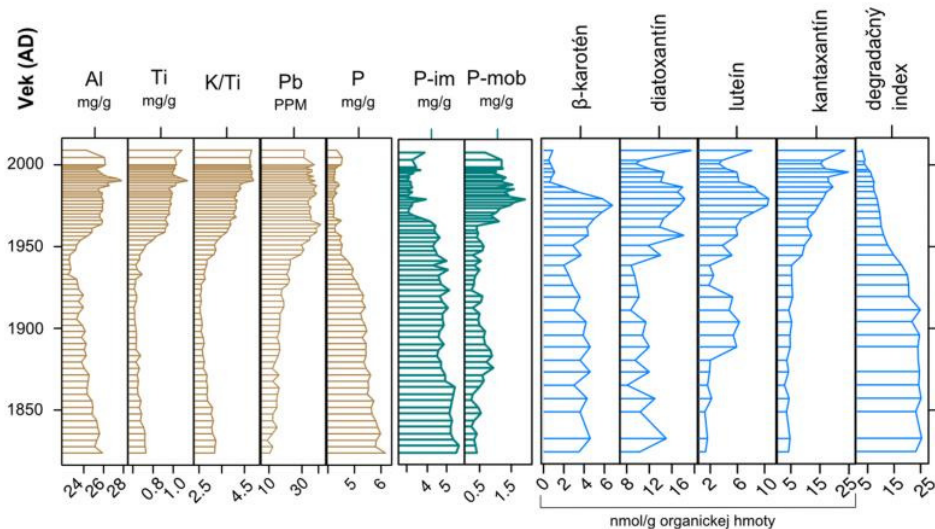 Vek (AD)
Al
mg/g
Ti
mg/g
K/Ti
Pb
PPM
P
mg/g
P-im
mg/g
P-mob
mg/g
β-karotén
diatoxantín
luteín
kantaxantín
degradačný
index
2000
1950
1900
1850
24 26 28 0.8 1.0 2.5 4.5 10 30 5 6 4 5 0.5 1.5 0 2 4 6 8 12 16 2 6 10 5 15 25 5 15 25
nmol/g organickej hmoty